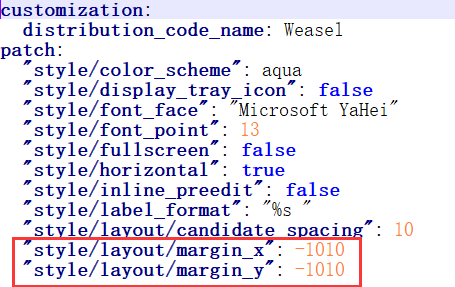 customization:
distribution_code_name: Weasel
patch:
"style/color_scheme": aqua
"style/display_tray_icon": false
"style/font_face": "Microsoft YaHei"
"style/font_point": 13
"style/fullscreen": false
"style/horizontal": true
"style/inline_preedit": false
"style/label_format": "%s "
"style/layout/candidate_spacing": 10
"style/layout/margin_x": -1010
"style/layout/margin_y": -1010